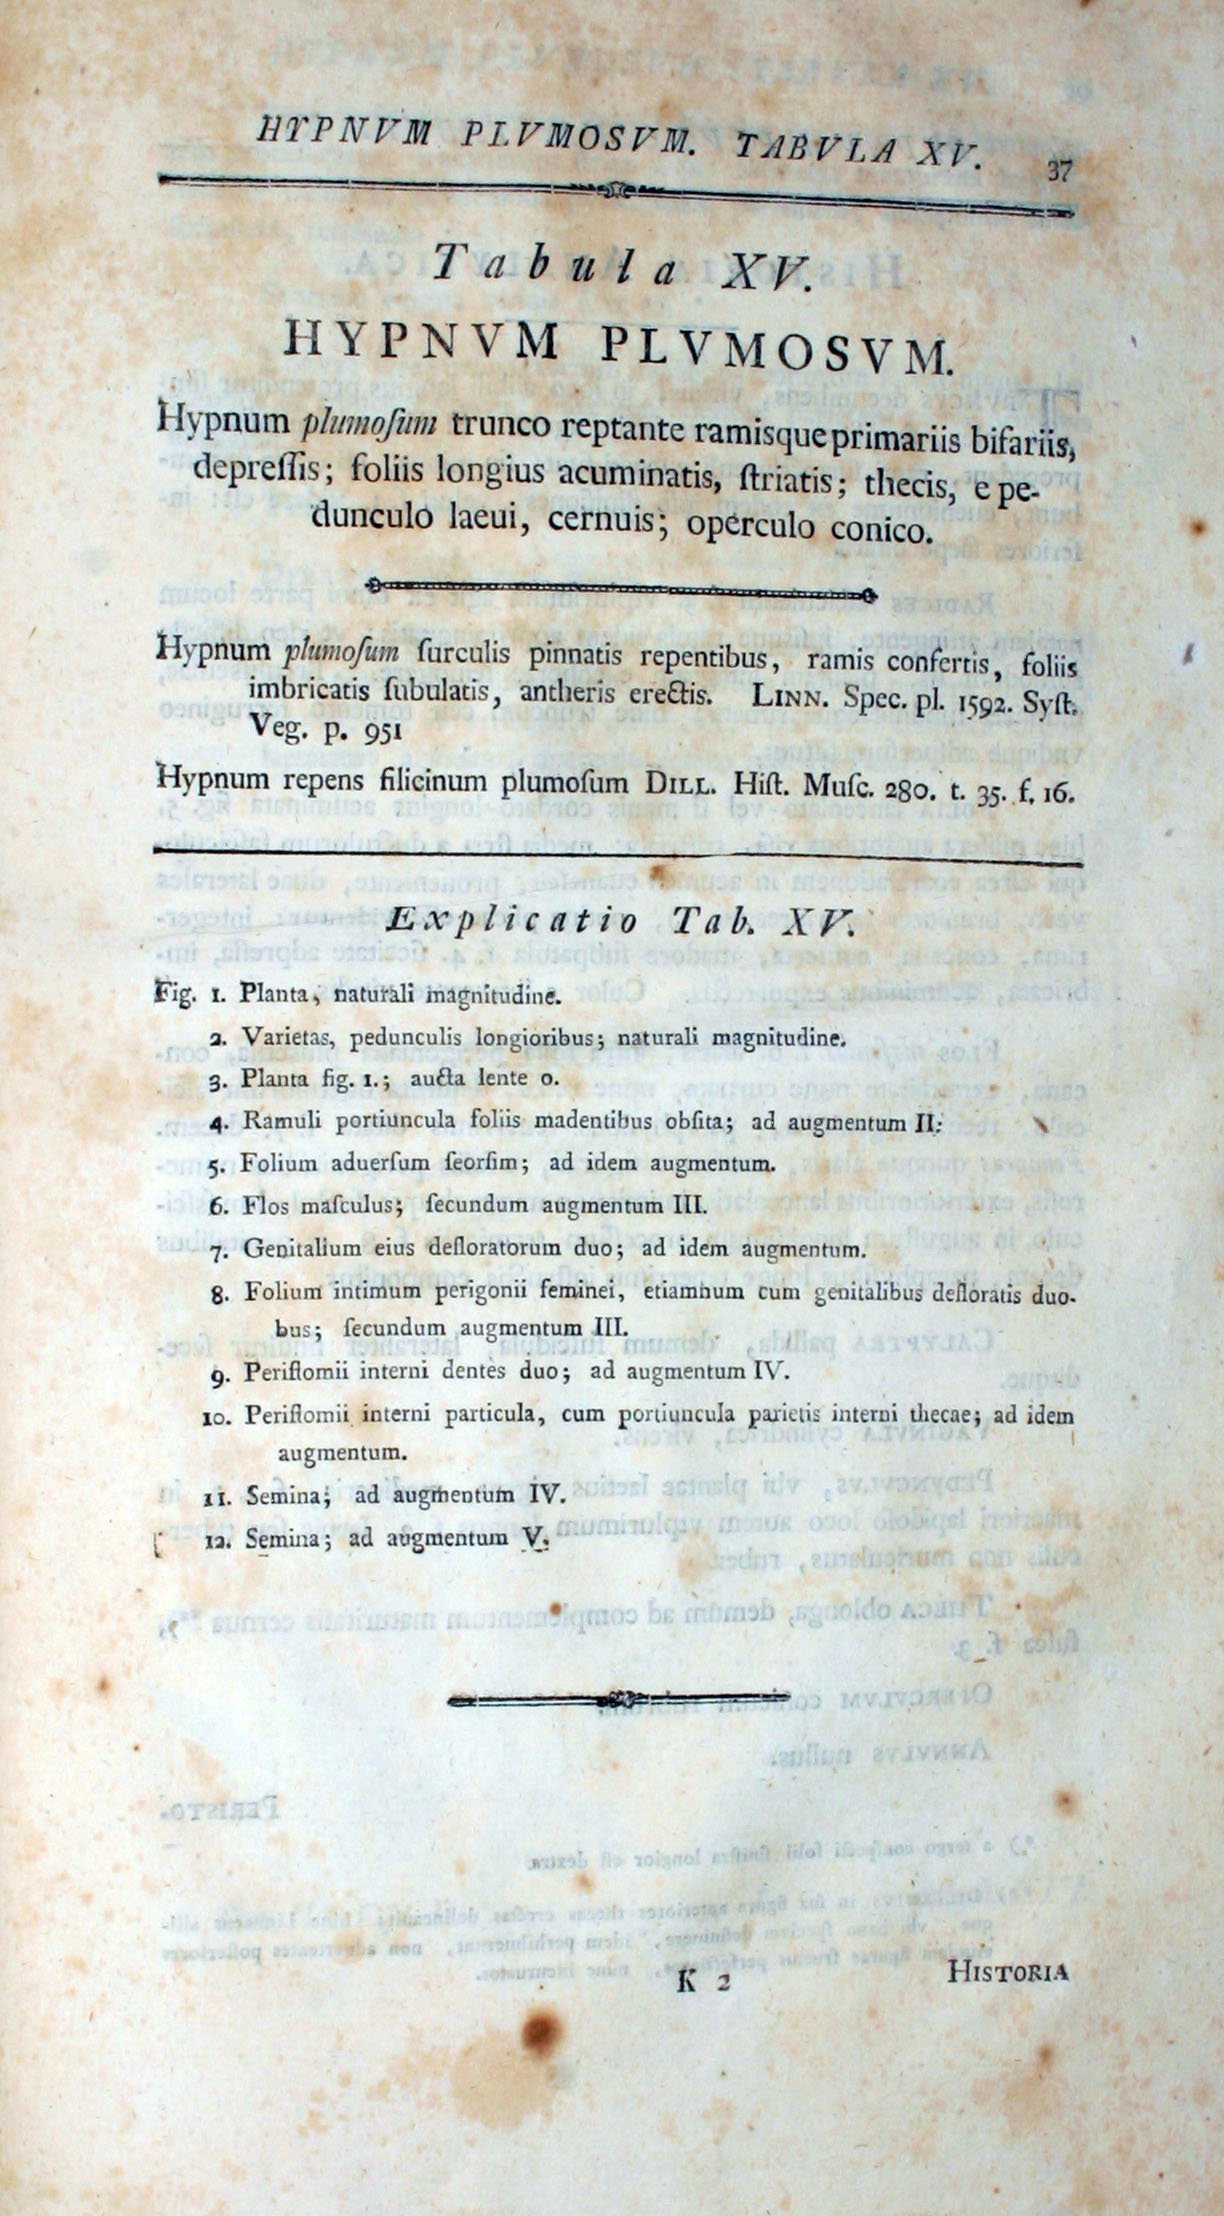 HYPNVM PLVMOSVM. TABVLA XV. 37
Tabula XV.
HYPNVM PLVMOSVM.
Hypnum plumoſum trunco reptante ramisque primariis bifariis,
depreſſis; foliis longius acuminatis, ſtriatis; thecis, e pe-
dunculo laeui, cernuis; operculo conico.
Hypnum plumoſum ſurculis pinnatis repentibus, ramis confertis, foliis
imbricatis ſubulatis, antheris erectis. LINN. Spec. pl. 1592. Syſt.
Veg. p. 951
Hypnum repens filicinum plumoſum DILL. Hiſt. Muſc. 280. t. 35. f. 16.
Explicatio Tab. XV.
Fig. 1. Planta, naturali magnitudine.
2. Varietas, pedunculis longioribus; naturali magnitudine.
3. Planta fig. 1.; aucta lente 0.
4. Ramuli portiuncula foliis madentibus obſita; ad augmentum II.
5. Folium aduerſum ſeorſim; ad idem augmentum.
6. Flos maſculus; ſecundum augmentum III.
7. Genitalium eius defloratorum duo; ad idem augmentum.
8. Folium intimum perigonii feminei, etiamnum cum genitalibus defloratis duo-
bus; ſecundum augmentum III.
9. Periſtomii interni dentes duo; ad augmentum IV.
10. Periſtomii interni particula, cum portiuncula parietis interni thecae; ad idem
augmentum.
11. Semina; ad augmentum IV.
12. Semina; ad augmentum V.
K 2 HISTORIA